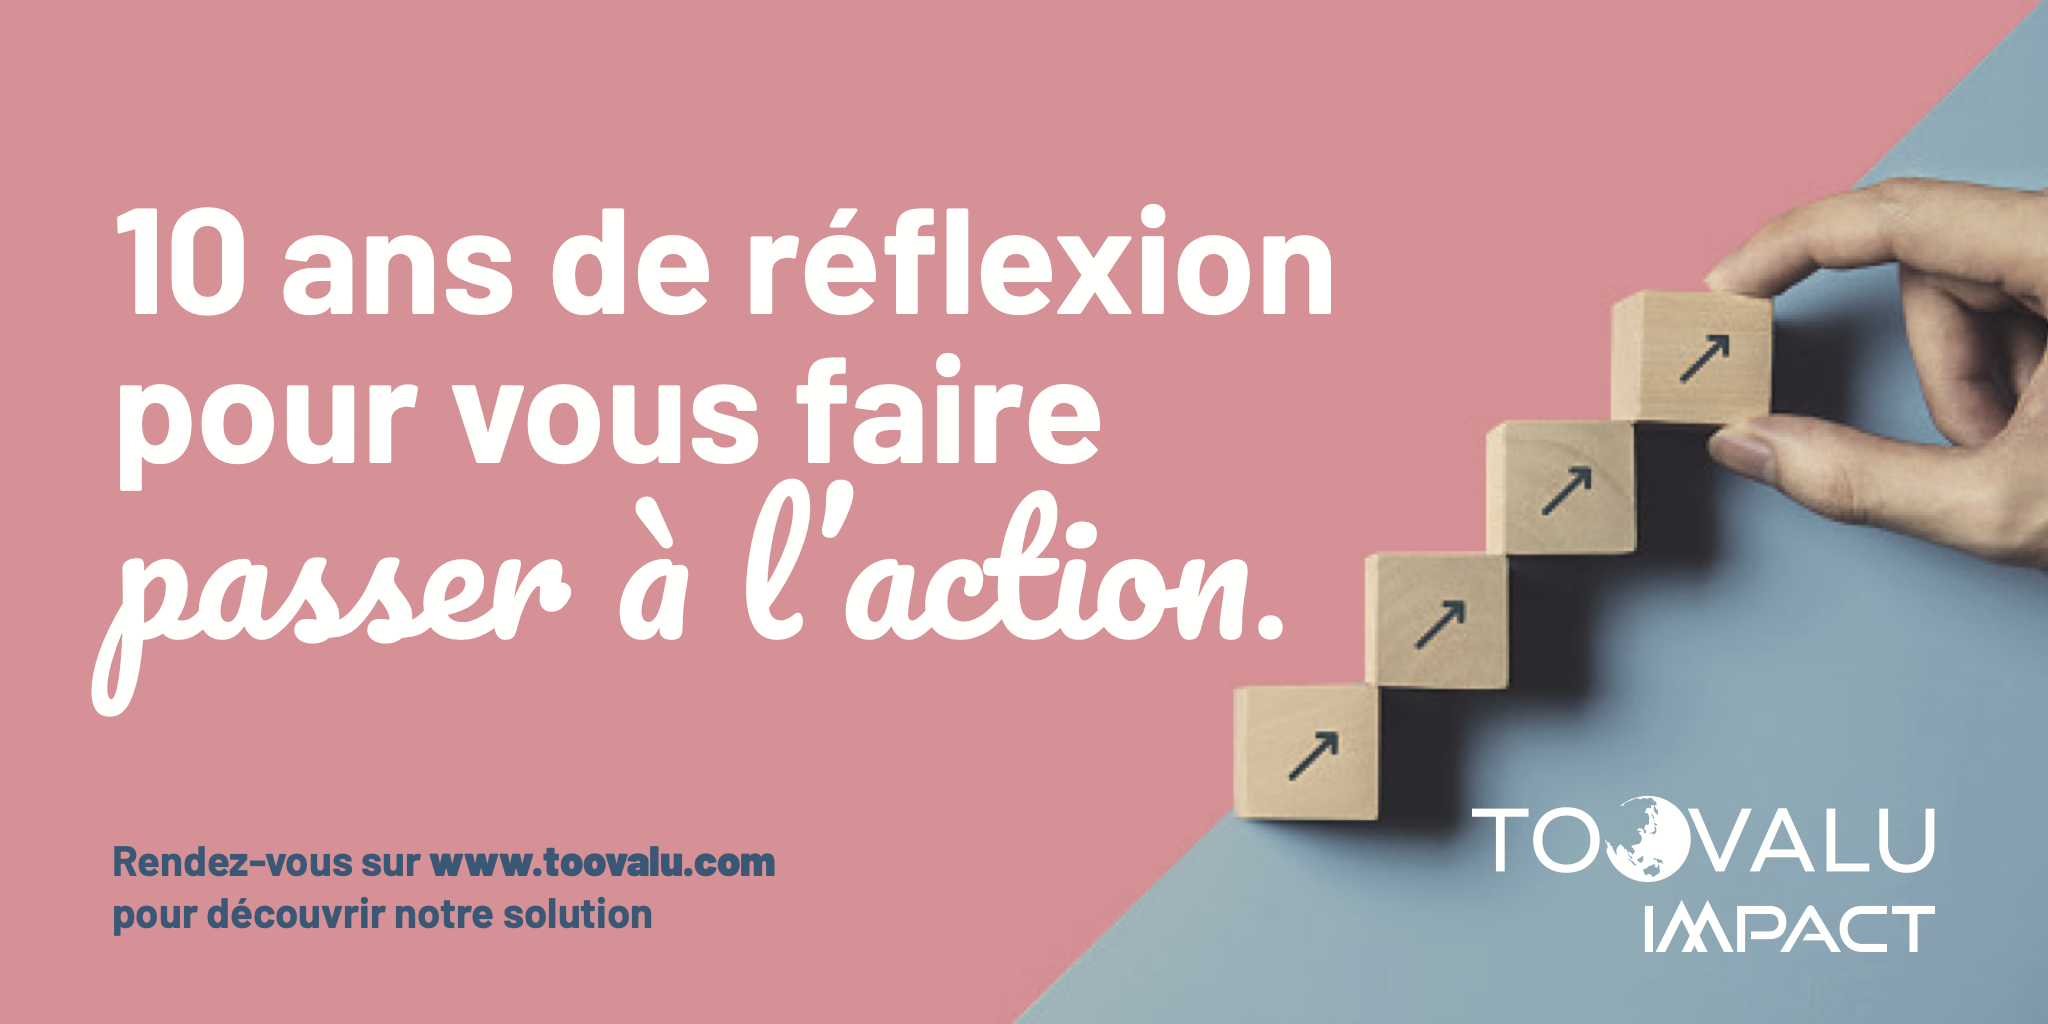 10 ans de réflexion
pour vous faire
passer à l'action.
Rendez-vous sur www.toovalu.com
pour découvrir notre solution
TOOVALU
IMPACT